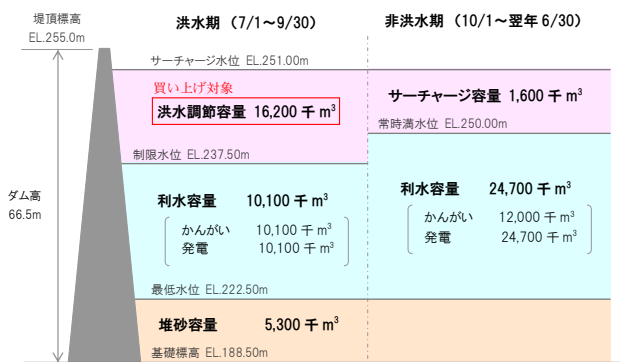 堤頂標高
EL.255.0m
洪水期（7/1～9/30）
非洪水期（10/1～翌年 6/30）
サーチャージ水位 EL.251.00m
買い上げ対象
洪水調節容量 16,200 千 m³
サーチャージ容量 1,600 千 m³
常時満水位 EL.250.00m
制限水位 EL.237.50m
ダム高
66.5m
利水容量 10,100 千 m³
かんがい 10,100 千 m³
発電 10,100 千 m³
利水容量 24,700 千 m³
かんがい 12,000 千 m³
発電 24,700 千 m³
最低水位 EL.222.50m
堆砂容量 5,300 千 m³
基礎標高 EL.188.50m